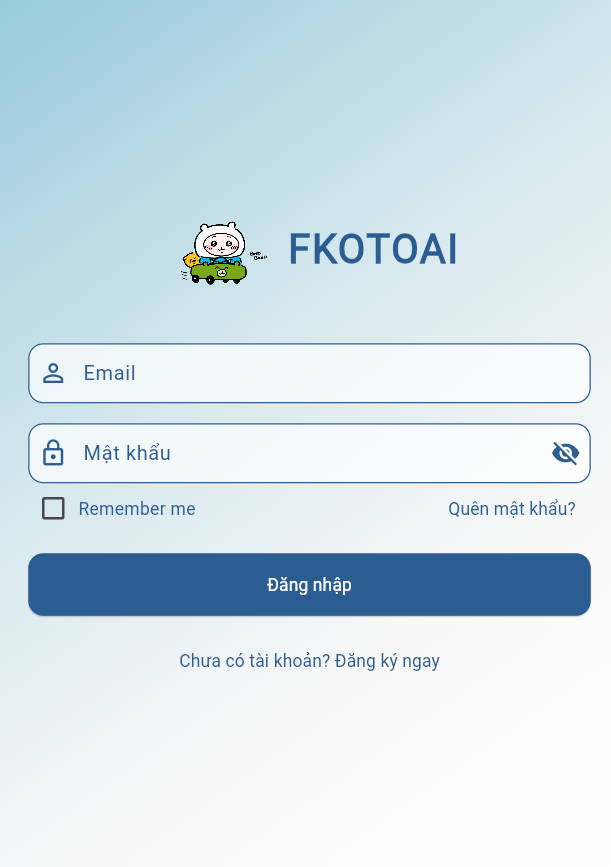 FKOTOAI
Email
Mật khẩu
Remember me
Quên mật khẩu?
Đăng nhập
Chưa có tài khoản? Đăng ký ngay